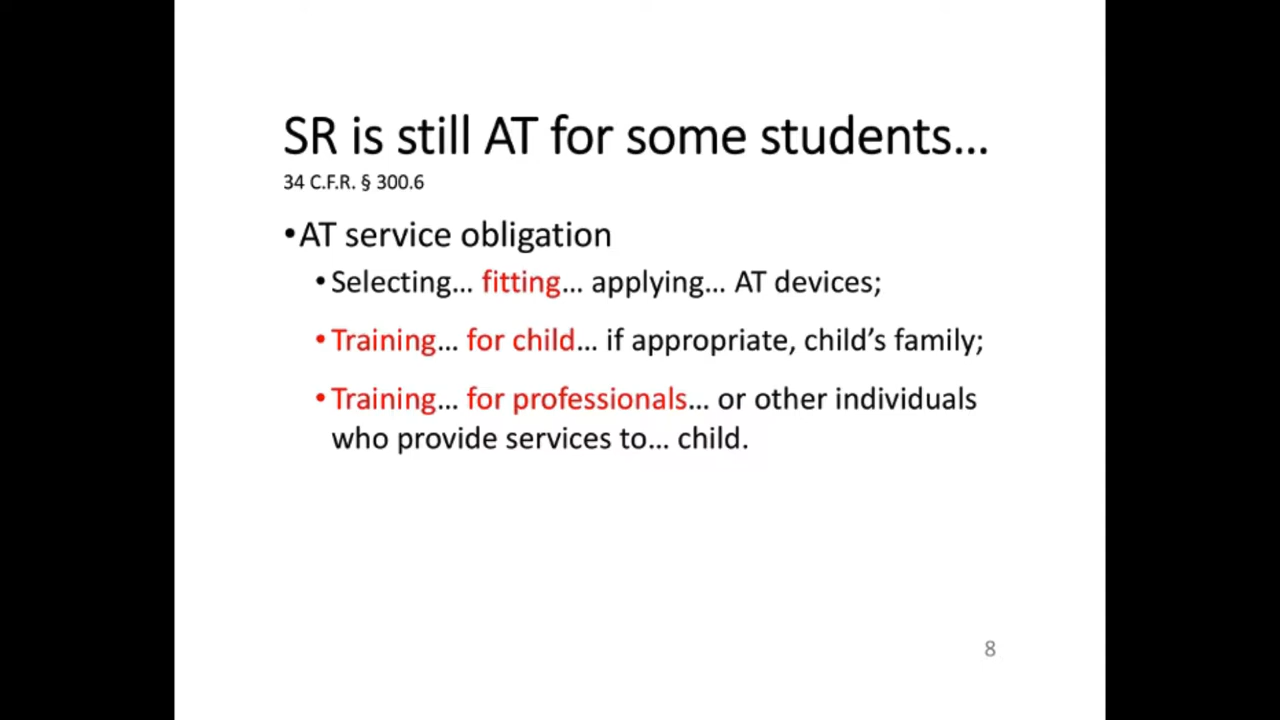 SR is still AT for some students…
34 C.F.R. § 300.6
•AT service obligation
•Selecting… fitting… applying… AT devices;
•Training… for child… if appropriate, child’s family;
•Training… for professionals… or other individuals
who provide services to… child.
8